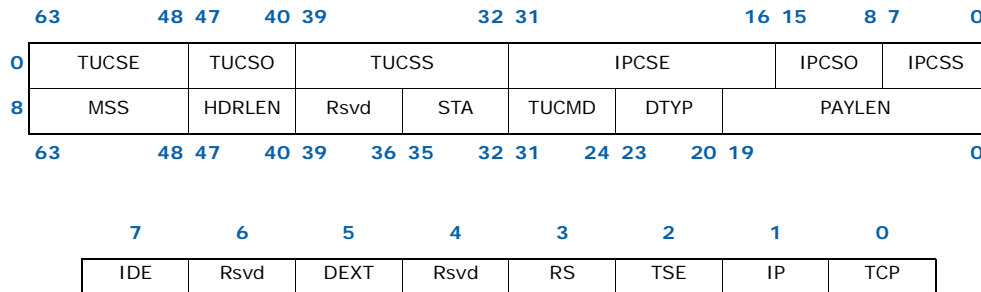 63 48 47 40 39 32 31 16 15 8 7 0
0 TUCSE TUCSO TUCSS IPCSE IPCSO IPCSS
8 MSS HDRLEN Rsvd STA TUCMD DTYP PAYLEN
63 48 47 40 39 36 35 32 31 24 23 20 19 0
7 6 5 4 3 2 1 0
IDE Rsvd DEXT Rsvd RS TSE IP TCP